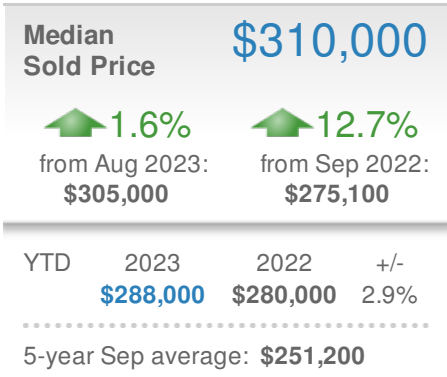 Median
Sold Price
$310,000
1.6%
from Aug 2023:
$305,000
12.7%
from Sep 2022:
$275,100
YTD 2023 2022 +/-
$288,000 $280,000 2.9%
5-year Sep average: $251,200